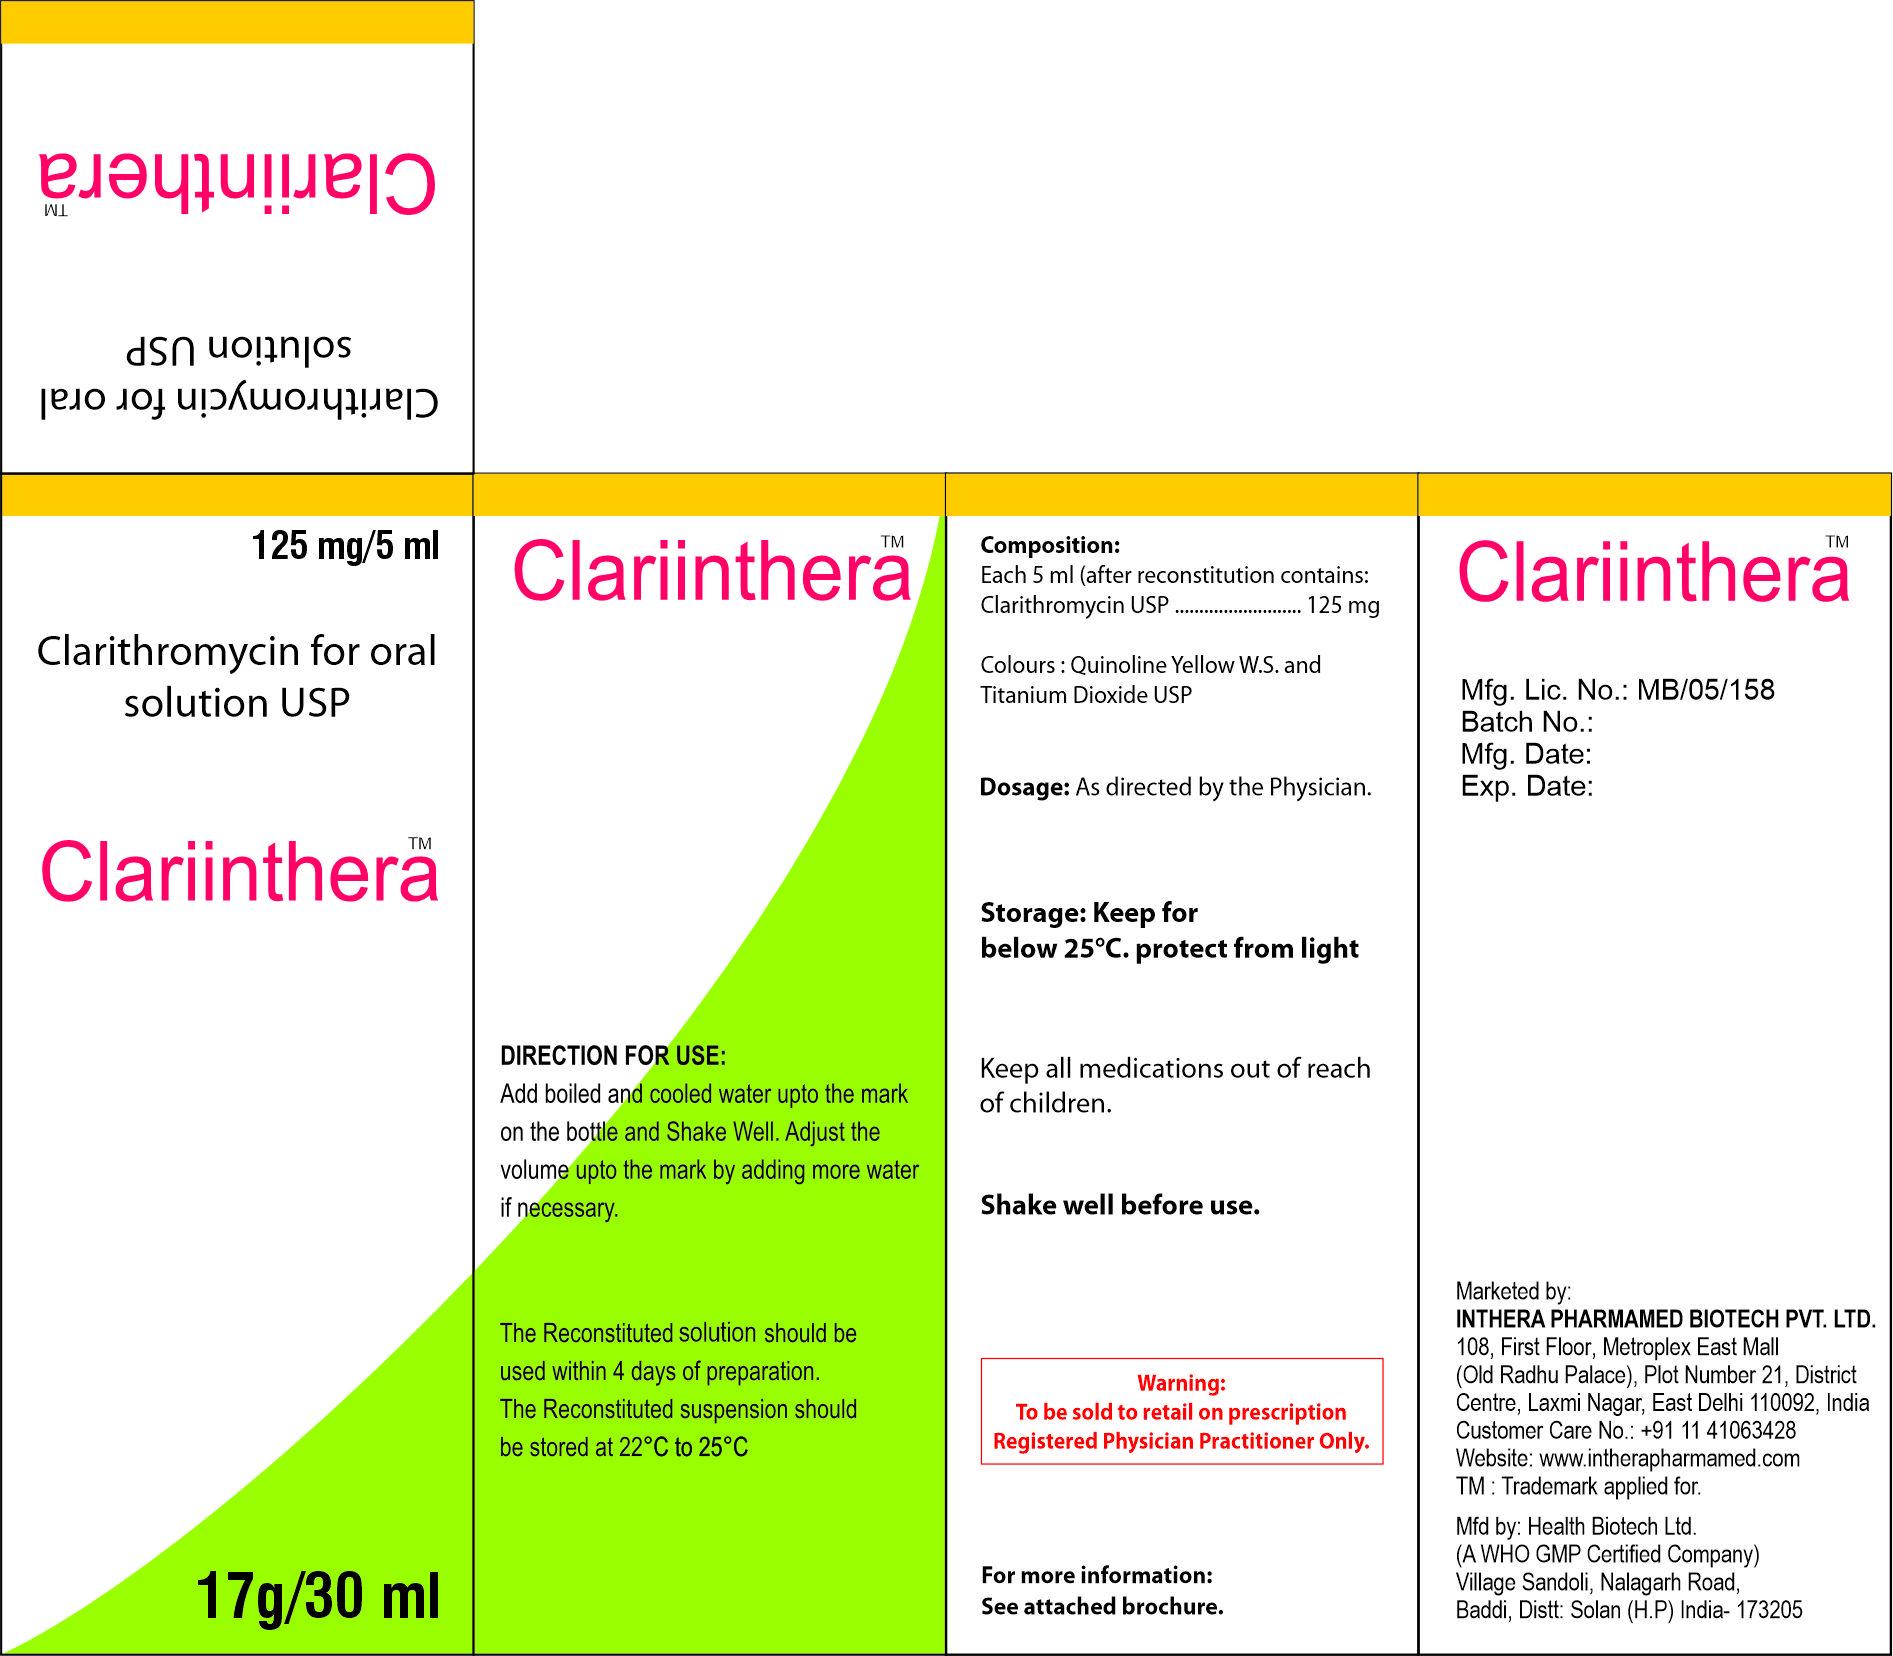 Clariinthera
TM
Clarithromycin for oral
solution USP
125 mg/5 ml
Clarithromycin for oral
solution USP
Clariinthera TM
17g/30 ml
Clariinthera TM
DIRECTION FOR USE:
Add boiled and cooled water upto the mark
on the bottle and Shake Well. Adjust the
volume upto the mark by adding more water
if necessary.
The Reconstituted solution should be
used within 4 days of preparation.
The Reconstituted suspension should
be stored at 22°C to 25°C
Composition:
Each 5 ml (after reconstitution contains:
Clarithromycin USP .......................... 125 mg
Colours : Quinoline Yellow W.S. and
Titanium Dioxide USP
Dosage: As directed by the Physician.
Storage: Keep for
below 25°C. protect from light
Keep all medications out of reach
of children.
Shake well before use.
Warning:
To be sold to retail on prescription
Registered Physician Practitioner Only.
For more information:
See attached brochure.
Clariinthera TM
Mfg. Lic. No.: MB/05/158
Batch No.:
Mfg. Date:
Exp. Date:
Marketed by:
INTHERA PHARMAMED BIOTECH PVT. LTD.
108, First Floor, Metroplex East Mall
(Old Radhu Palace), Plot Number 21, District
Centre, Laxmi Nagar, East Delhi 110092, India
Customer Care No.: +91 11 41063428
Website: www.intherapharmamed.com
TM : Trademark applied for.
Mfd by: Health Biotech Ltd.
(A WHO GMP Certified Company)
Village Sandoli, Nalagarh Road,
Baddi, Distt: Solan (H.P) India- 173205